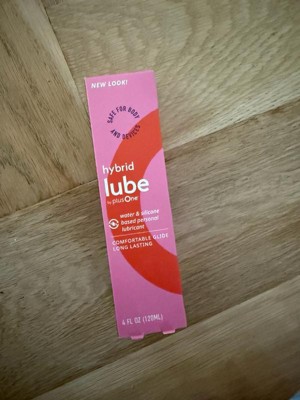 NEW LOOK!
SAFE FOR BODY
AND DEVICES
hybrid
lube
by plusOne
water & silicone
based personal
lubricant
COMFORTABLE GLIDE
LONG LASTING
4 FL OZ (120ML)